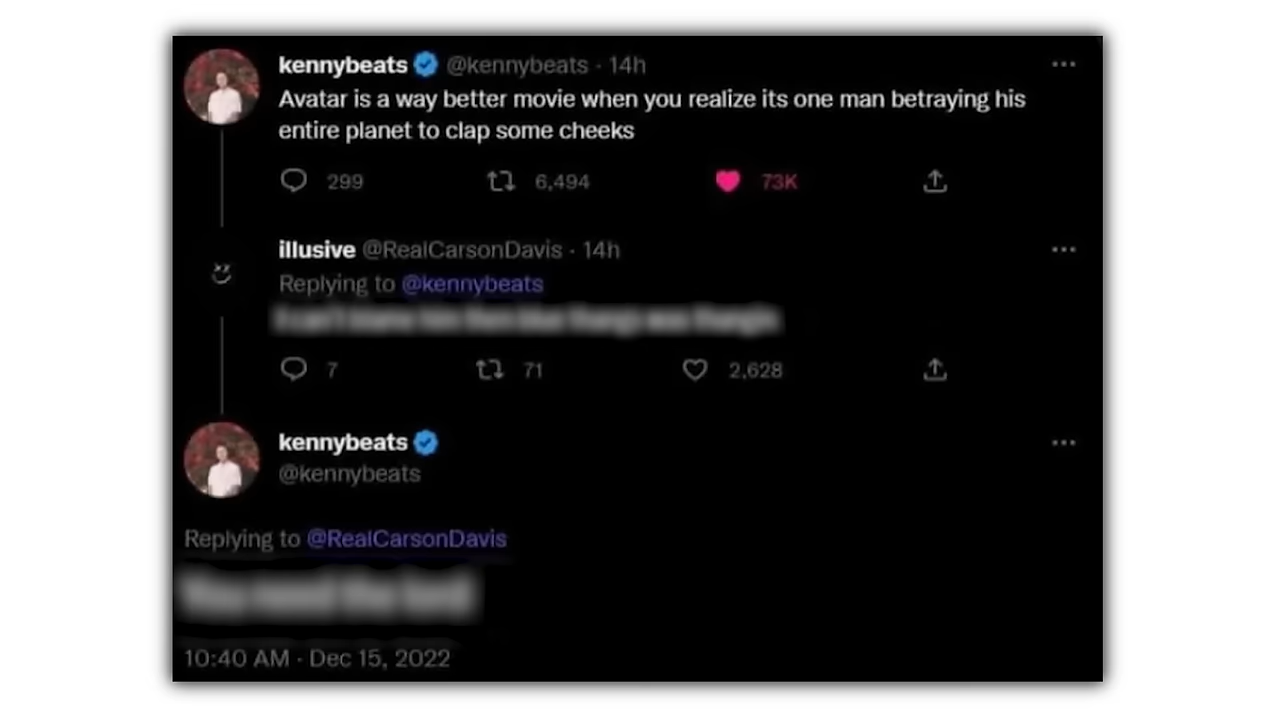 kennybeats @kennybeats · 14h
Avatar is a way better movie when you realize its one man betraying his
entire planet to clap some cheeks
299 6,494 73K
illusive @RealCarsonDavis · 14h
Replying to @kennybeats
7 71 2,628
kennybeats
@kennybeats
Replying to @RealCarsonDavis
10:40 AM · Dec 15, 2022